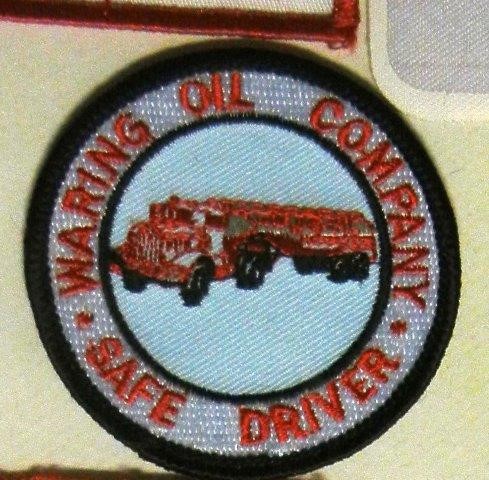 WARING OIL COMPANY
• SAFE DRIVER •